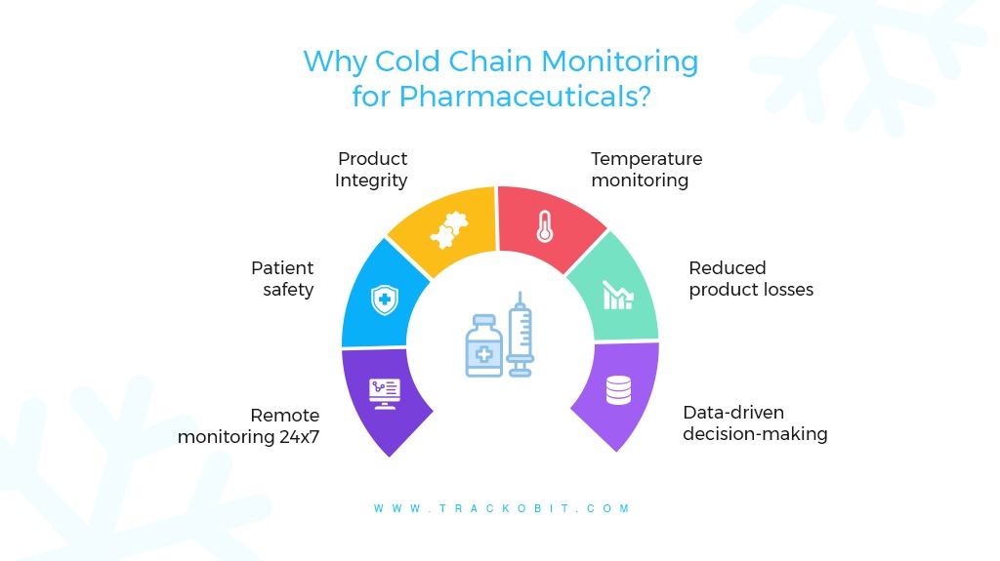 Why Cold Chain Monitoring
for Pharmaceuticals?
Product
Integrity
Temperature
monitoring
Patient
safety
Reduced
product losses
Remote
monitoring 24x7
Data-driven
decision-making
WWW.TRACKOBIT.COM